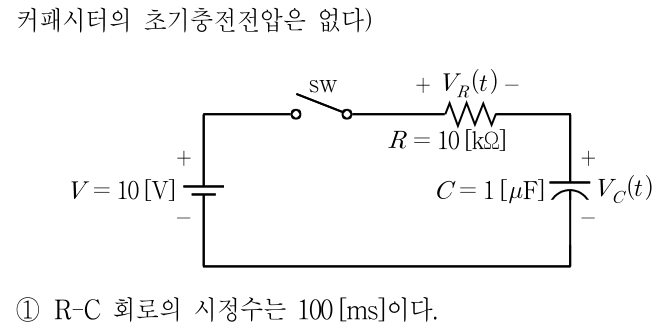 커패시터의 초기충전전압은 없다)
SW
+ V_R(t) −
R = 10 [kΩ]
+
V = 10 [V]
−
C = 1 [μF]
+
V_C(t)
−
① R-C 회로의 시정수는 100 [ms]이다.